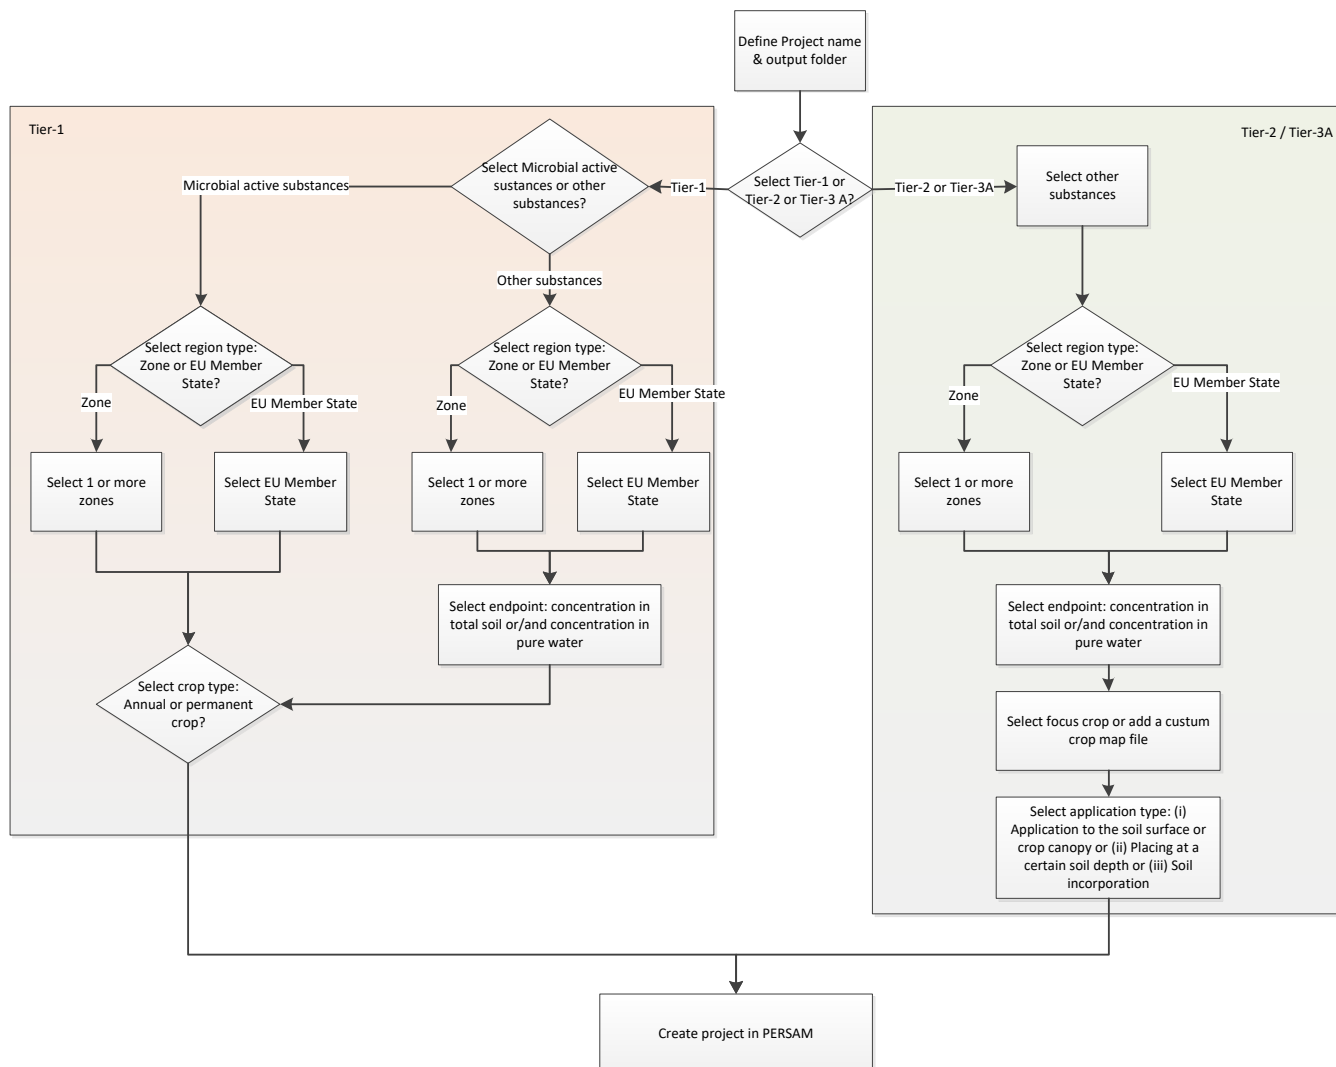 Define Project name
& output folder
Tier-1
Tier-2 / Tier-3A
Select Tier-1 or
Tier-2 or Tier-3 A?
Tier-1
Tier-2 or Tier-3A
Select Microbial active
sustances or other
substances?
Microbial active substances
Other substances
Select other
substances
Select region type:
Zone or EU Member
State?
Zone
EU Member State
Select region type:
Zone or EU Member
State?
Zone
EU Member State
Select region type:
Zone or EU Member
State?
Zone
EU Member State
Select 1 or more
zones
Select EU Member
State
Select 1 or more
zones
Select EU Member
State
Select 1 or more
zones
Select EU Member
State
Select endpoint: concentration in
total soil or/and concentration in
pure water
Select endpoint: concentration in
total soil or/and concentration in
pure water
Select crop type:
Annual or permanent
crop?
Select focus crop or add a custum
crop map file
Select application type: (i)
Application to the soil surface or
crop canopy or (ii) Placing at a
certain soil depth or (iii) Soil
incorporation
Create project in PERSAM